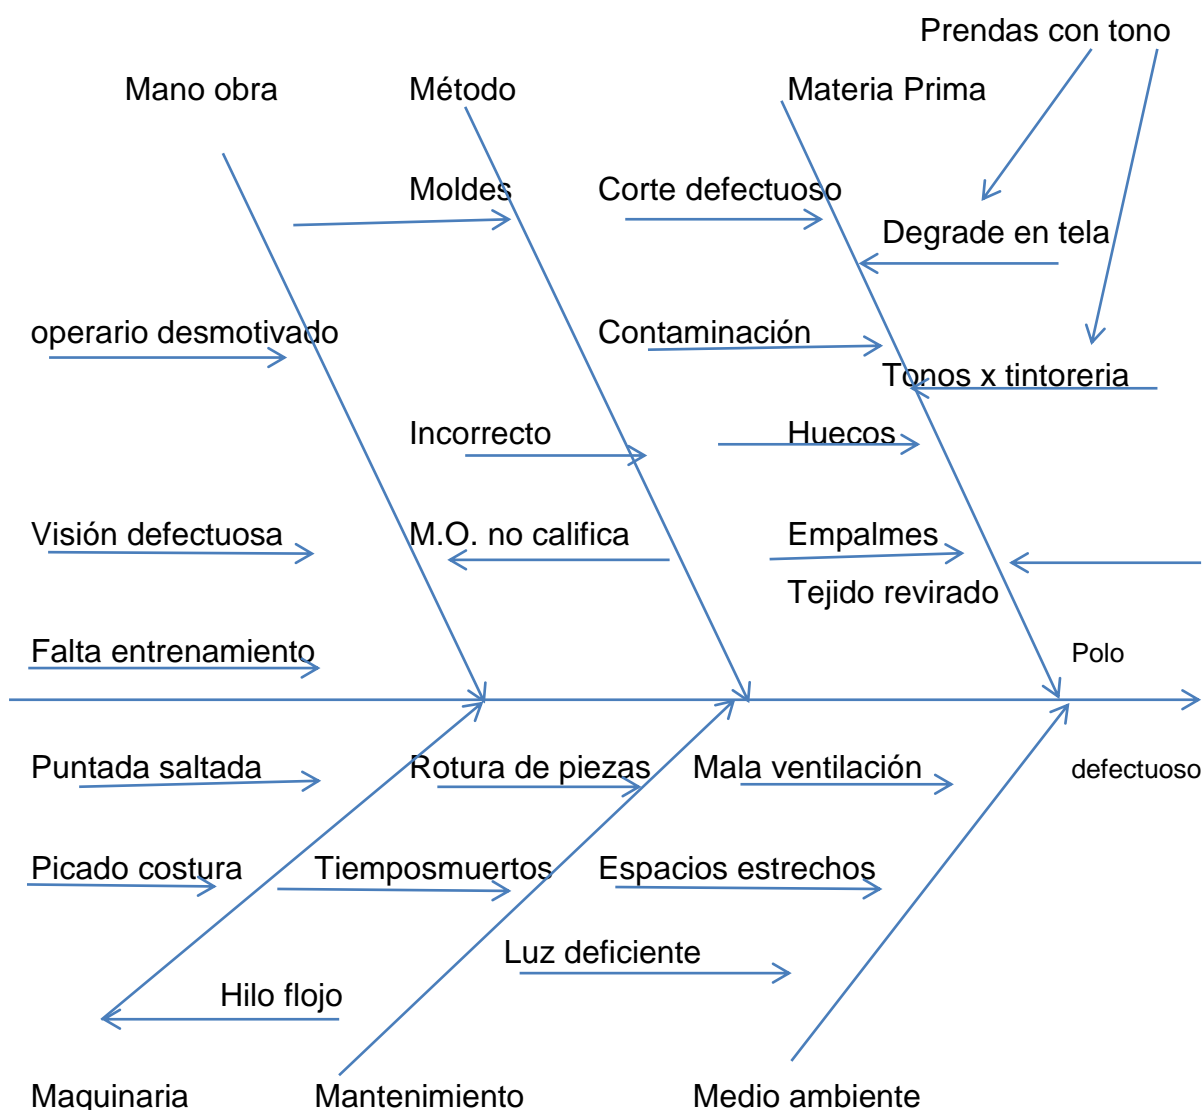 Prendas con tono
Mano obra
Método
Materia Prima
Moldes
Corte defectuoso
Degrade en tela
operario desmotivado
Contaminación
Tonos x tintoreria
Incorrecto
Huecos
Visión defectuosa
M.O. no califica
Empalmes
Tejido revirado
Falta entrenamiento
Polo
Puntada saltada
Rotura de piezas
Mala ventilación
defectuoso
Picado costura
Tiemposmuertos
Espacios estrechos
Luz deficiente
Hilo flojo
Maquinaria
Mantenimiento
Medio ambiente